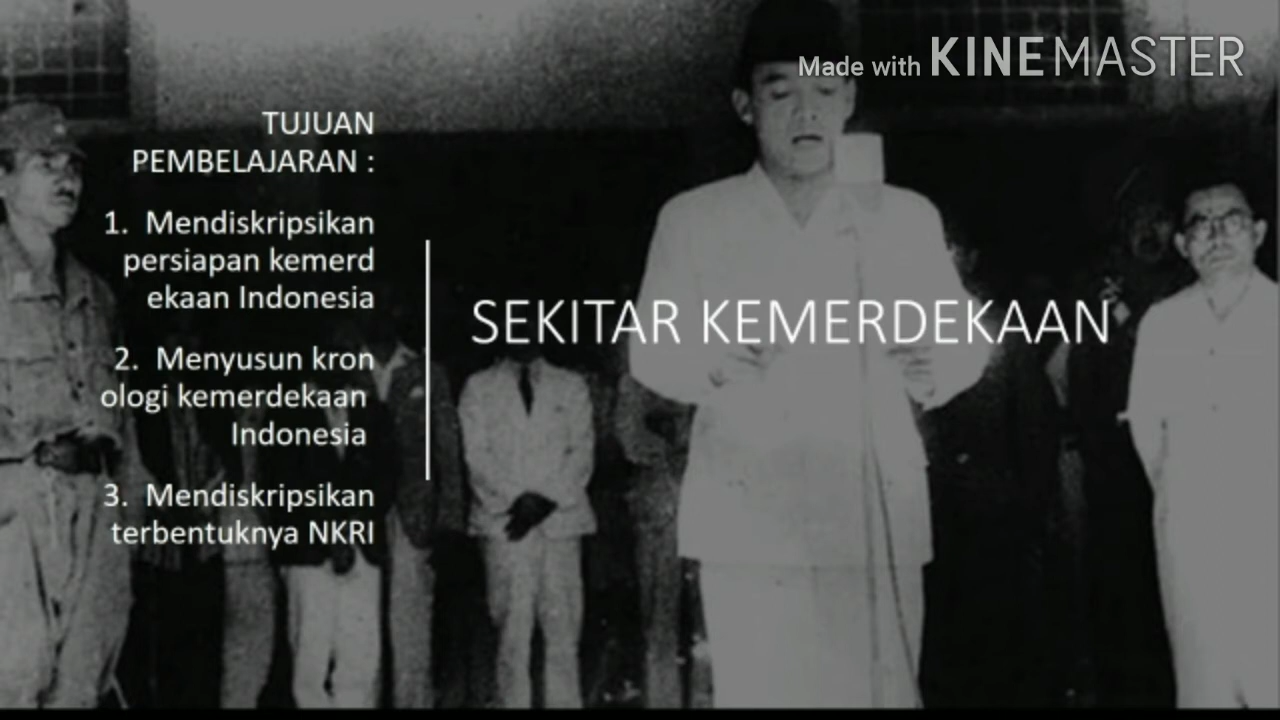 Made with KINEMASTER
TUJUAN
PEMBELAJARAN :
1. Mendiskripsikan
persiapan kemerd
ekaan Indonesia
2. Menyusun kron
ologi kemerdekaan
Indonesia
3. Mendiskripsikan
terbentuknya NKRI
SEKITAR KEMERDEKAAN